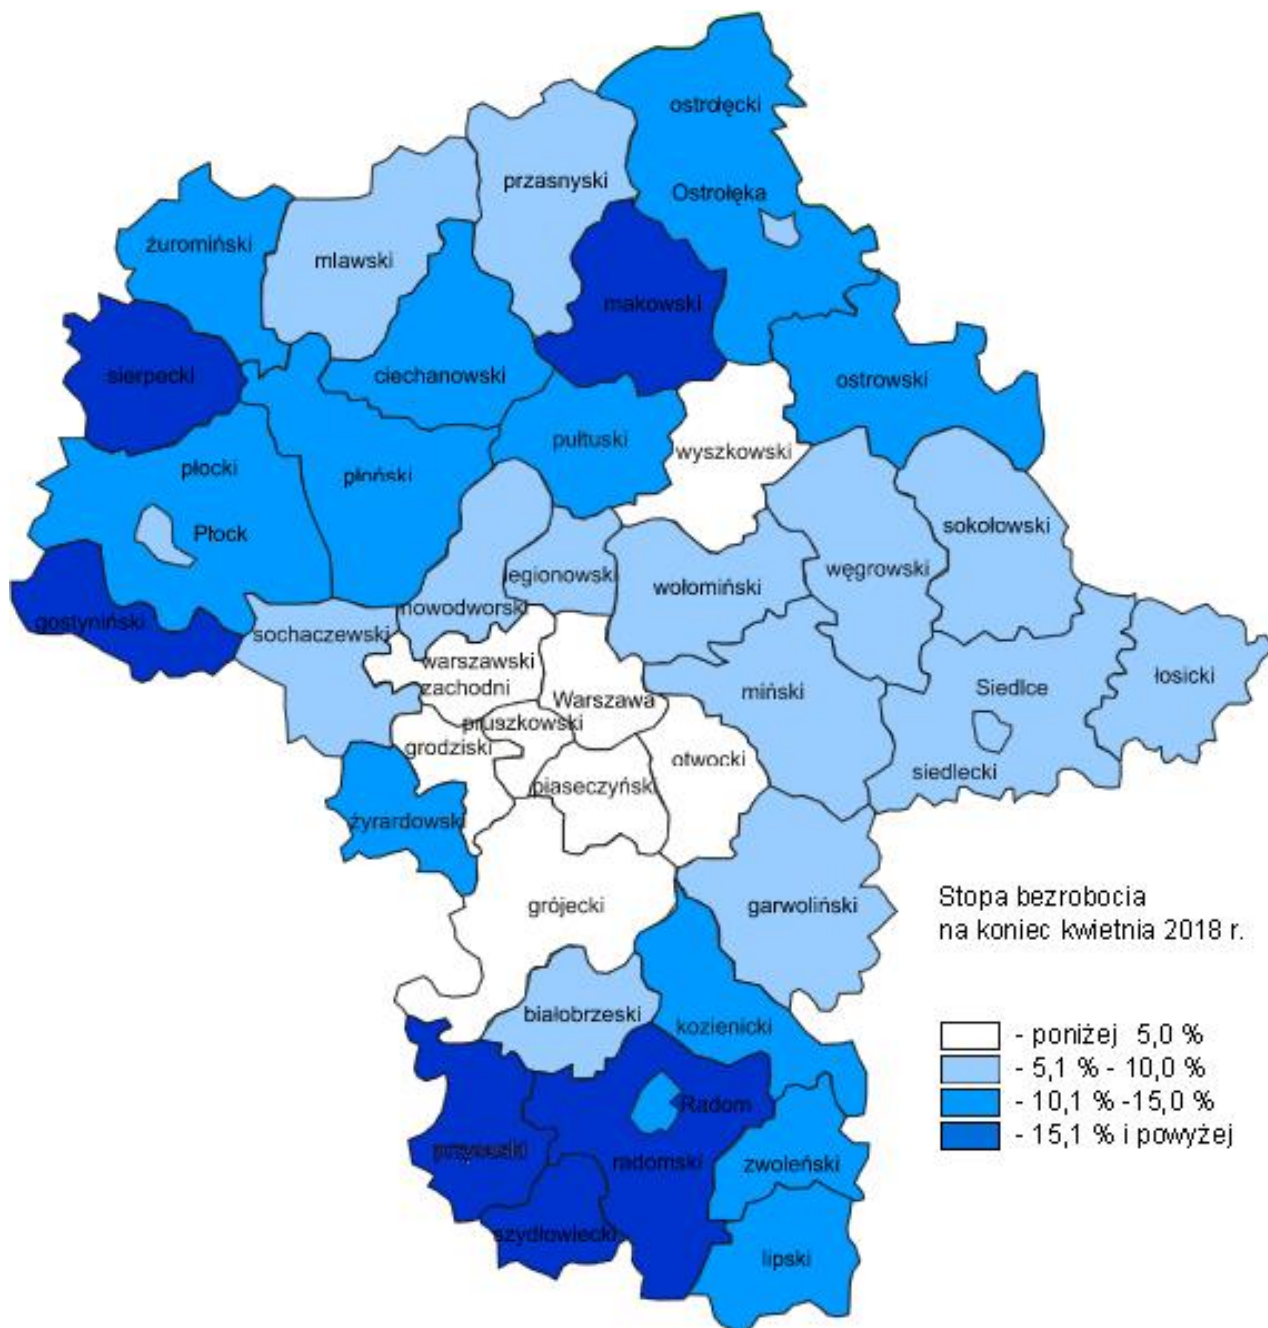 ostrołęcki
przasnyski
Ostrołęka
żuromiński
mlawski
makowski
sierpecki
ciechanowski
ostrowski
płocki
płoński
pułtuski
wyszkowski
sokołowski
Płock
legionowski
wołomiński
węgrowski
gostyniński
sochaczewski
nowodworski
warszawski
zachodni
Warszawa
miński
Siedlce
łosicki
pruszkowski
grodziski
otwocki
siedlecki
piaseczyński
żyrardowski
grójecki
garwoliński
białobrzeski
kozienicki
Radom
przysuski
radomski
zwoleński
szydłowiecki
lipski
Stopa bezrobocia
na koniec kwietnia 2018 r.
- poniżej 5,0 %
- 5,1 % - 10,0 %
- 10,1 % -15,0 %
- 15,1 % i powyżej